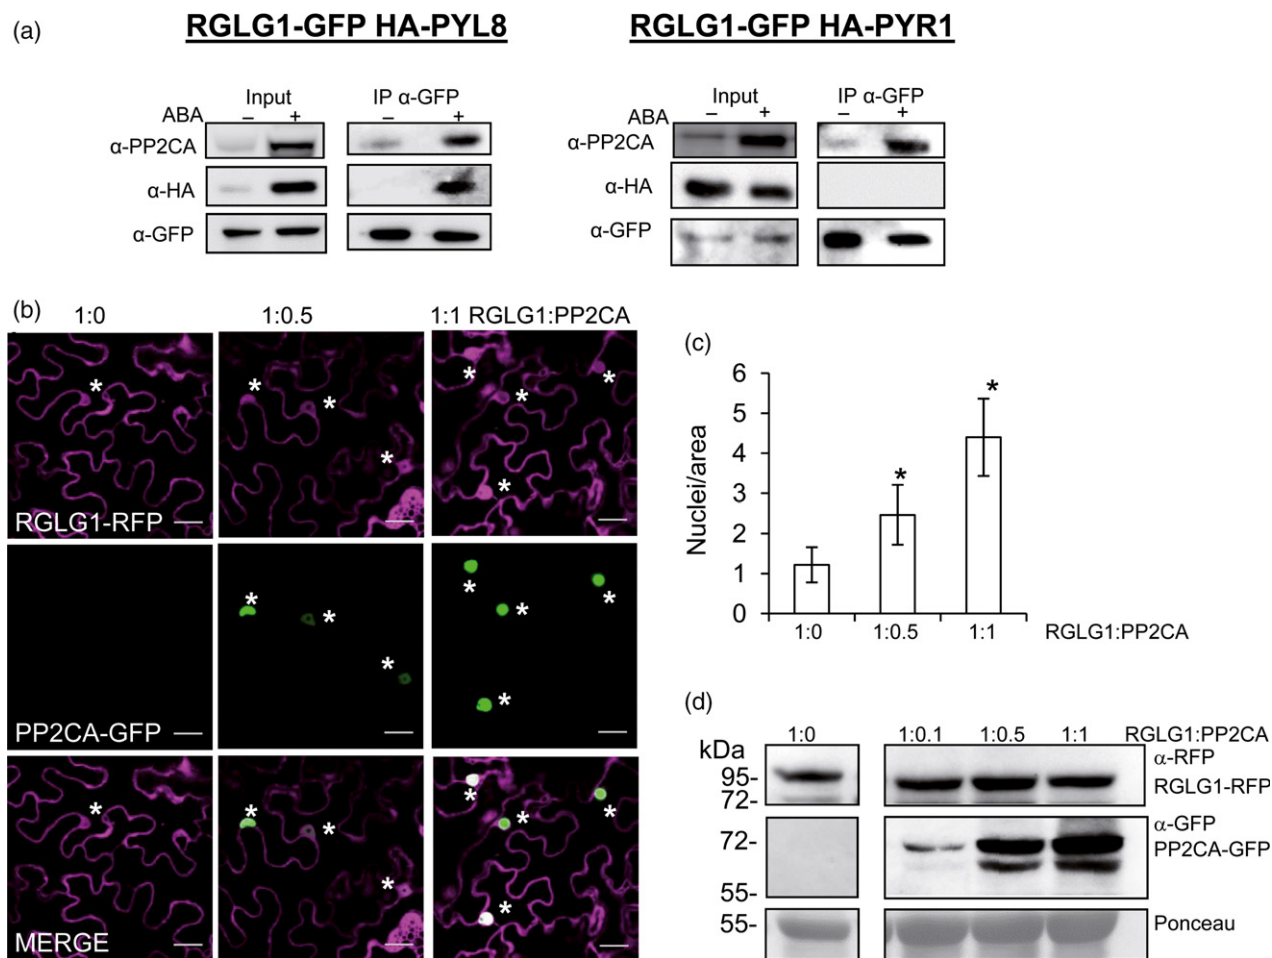 (a)
RGLG1-GFP HA-PYL8
RGLG1-GFP HA-PYR1
Input IP α-GFP
ABA − + − +
α-PP2CA
α-HA
α-GFP
Input IP α-GFP
ABA − + − +
α-PP2CA
α-HA
α-GFP
(b)
1:0 1:0.5 1:1 RGLG1:PP2CA
* * * * * * * *
RGLG1-RFP
* * * * * * *
PP2CA-GFP
* * * * * * * *
MERGE
(c)
Nuclei/area
6
5
4
3
2
1
0
* *
1:0 1:0.5 1:1 RGLG1:PP2CA
(d)
kDa 1:0 1:0.1 1:0.5 1:1 RGLG1:PP2CA
α-RFP
95-
RGLG1-RFP
72-
α-GFP
72- PP2CA-GFP
55-
55- Ponceau